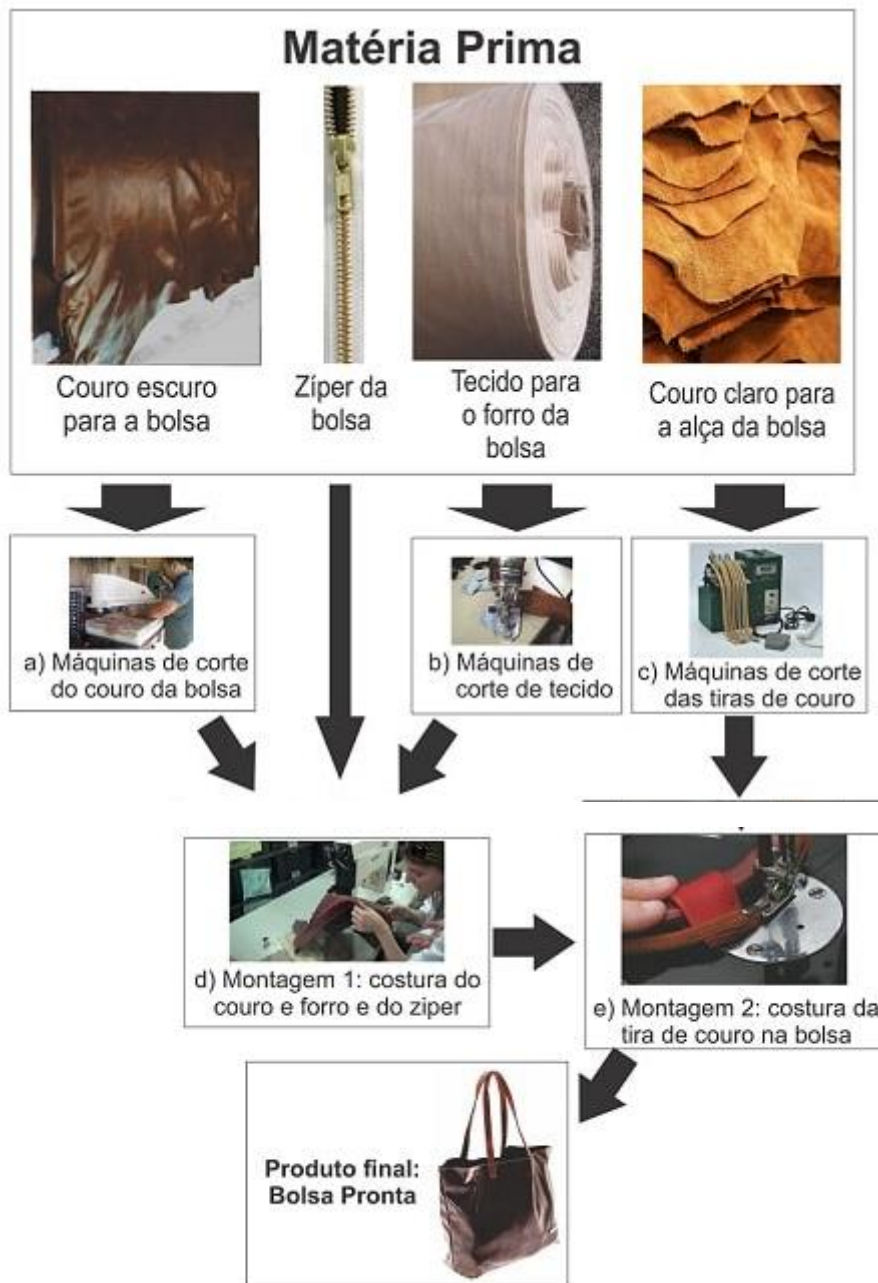 Matéria Prima
Couro escuro
para a bolsa
Zíper da
bolsa
Tecido para
o forro da
bolsa
Couro claro para
a alça da bolsa
a) Máquinas de corte
do couro da bolsa
b) Máquinas de
corte de tecido
c) Máquinas de corte
das tiras de couro
d) Montagem 1: costura do
couro e forro e do ziper
e) Montagem 2: costura da
tira de couro na bolsa
Produto final:
Bolsa Pronta